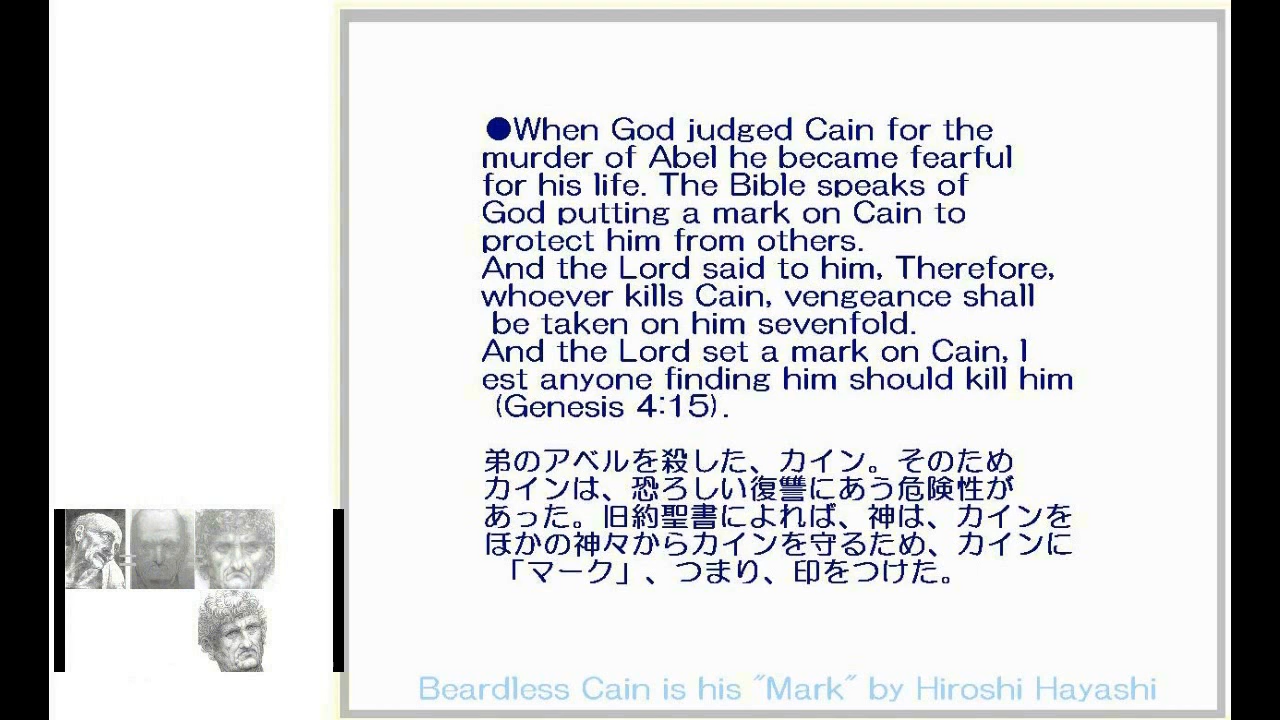 ●When God judged Cain for the
murder of Abel he became fearful
for his life. The Bible speaks of
God putting a mark on Cain to
protect him from others.
And the Lord said to him, Therefore,
whoever kills Cain, vengeance shall
be taken on him sevenfold.
And the Lord set a mark on Cain, l
est anyone finding him should kill him
(Genesis 4:15).
弟のアベルを殺した、カイン。そのため
カインは、恐ろしい復讐にあう危険性が
あった。旧約聖書によれば、神は、カインを
ほかの神々からカインを守るため、カインに
「マーク」、つまり、印をつけた。
Beardless Cain is his "Mark" by Hiroshi Hayashi